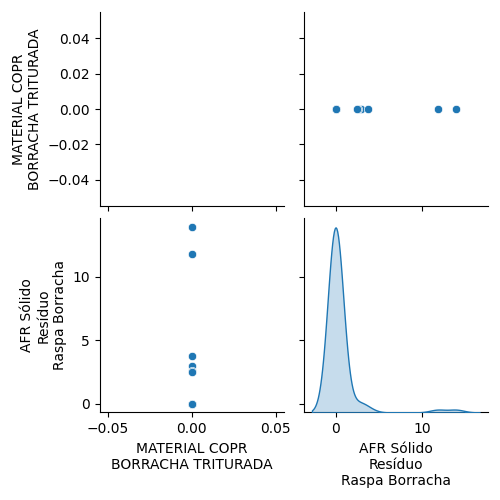 MATERIAL COPR
BORRACHA TRITURADA
0.04
0.02
0.00
−0.02
−0.04
AFR Sólido
Resíduo
Raspa Borracha
10
5
0
−0.05
0.00
0.05
MATERIAL COPR
BORRACHA TRITURADA
0
10
AFR Sólido
Resíduo
Raspa Borracha